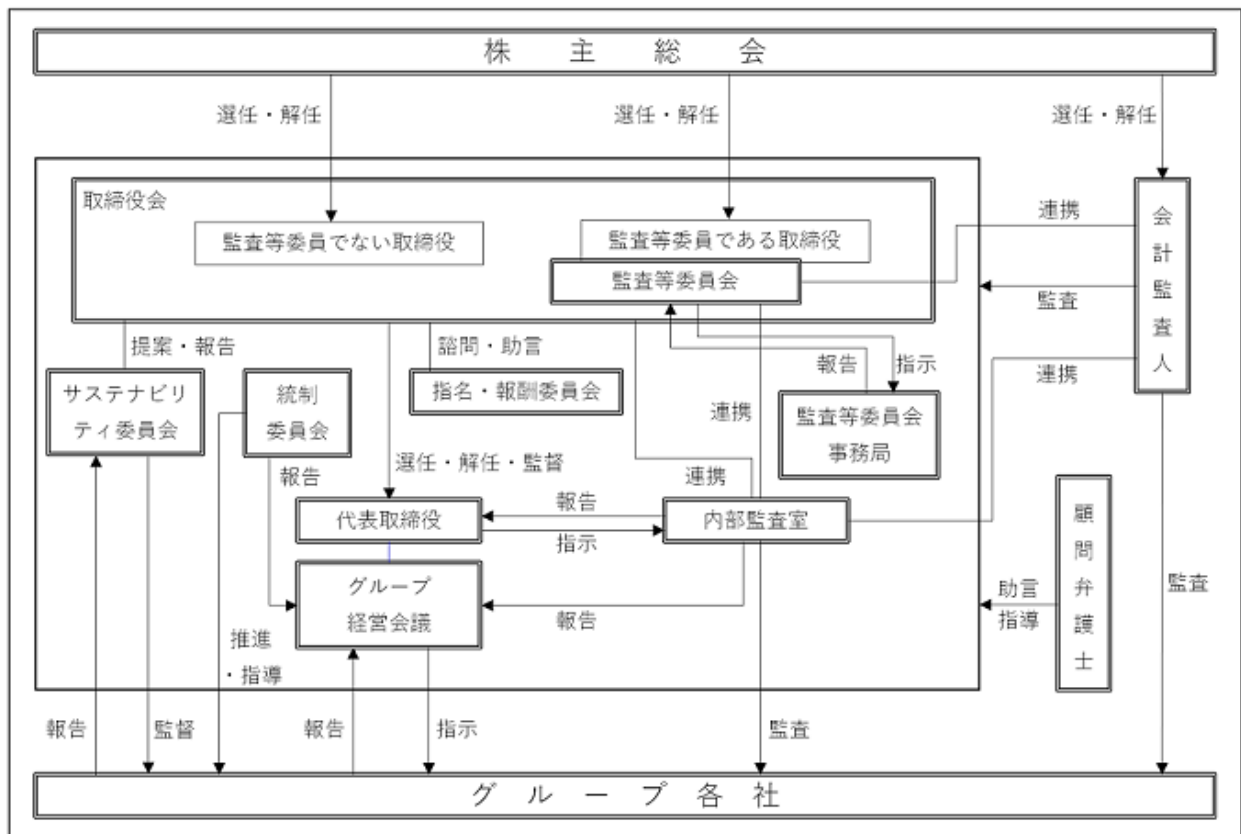 株主総会
選任・解任
選任・解任
選任・解任
取締役会
監査等委員でない取締役
監査等委員である取締役
監査等委員会
会計監査人
連携
監査
連携
提案・報告
諮問・助言
報告
指示
サステナビリ
ティ委員会
統制
委員会
指名・報酬委員会
連携
監査等委員会
事務局
報告
選任・解任・監督
連携
代表取締役
報告
指示
内部監査室
顧問弁護士
グループ
経営会議
報告
助言
指導
監査
推進
・指導
報告
監督
報告
指示
監査
グループ各社